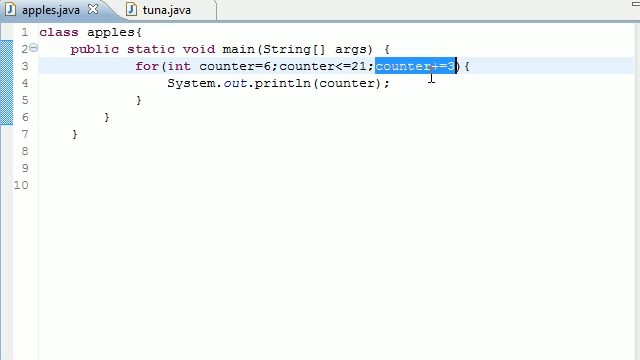 apples.java tuna.java
1 class apples{
2 public static void main(String[] args) {
3 for(int counter=6;counter<=21;counter+=3){
4 System.out.println(counter);
5 }
6 }
7 }
8
9
10